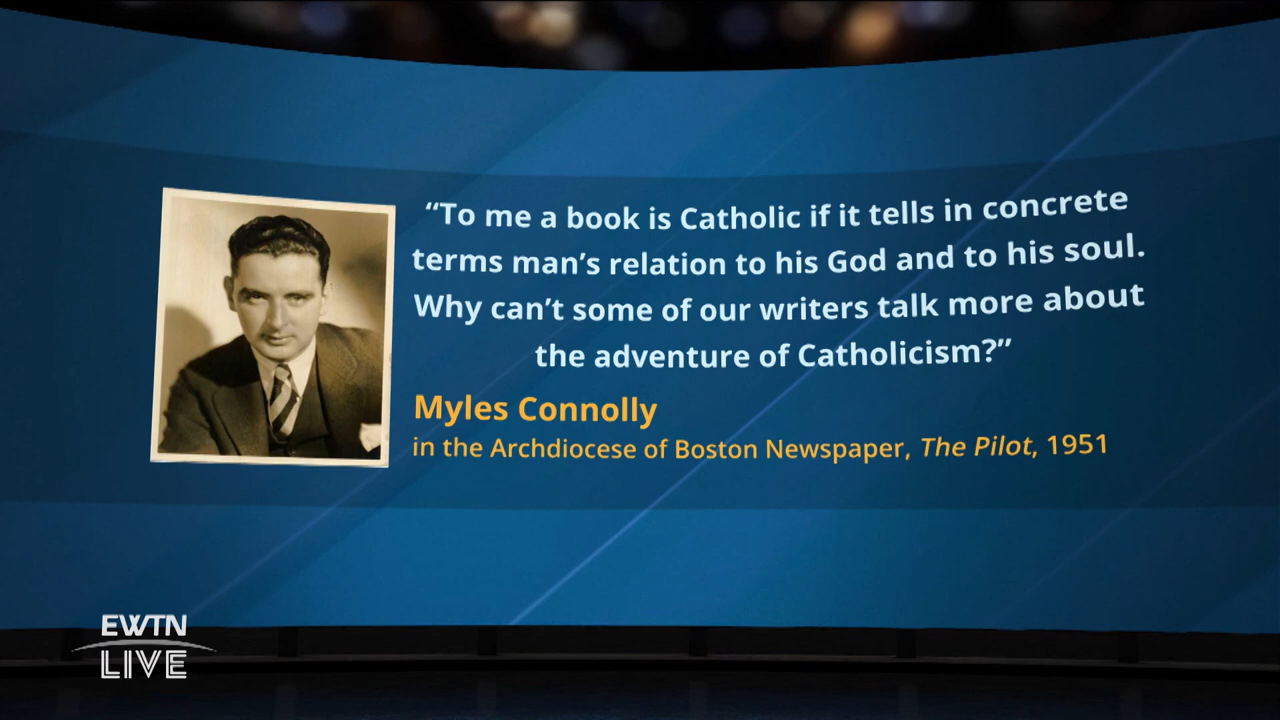 “To me a book is Catholic if it tells in concrete
terms man’s relation to his God and to his soul.
Why can’t some of our writers talk more about
the adventure of Catholicism?”
Myles Connolly
in the Archdiocese of Boston Newspaper, The Pilot, 1951
EWTN
LIVE